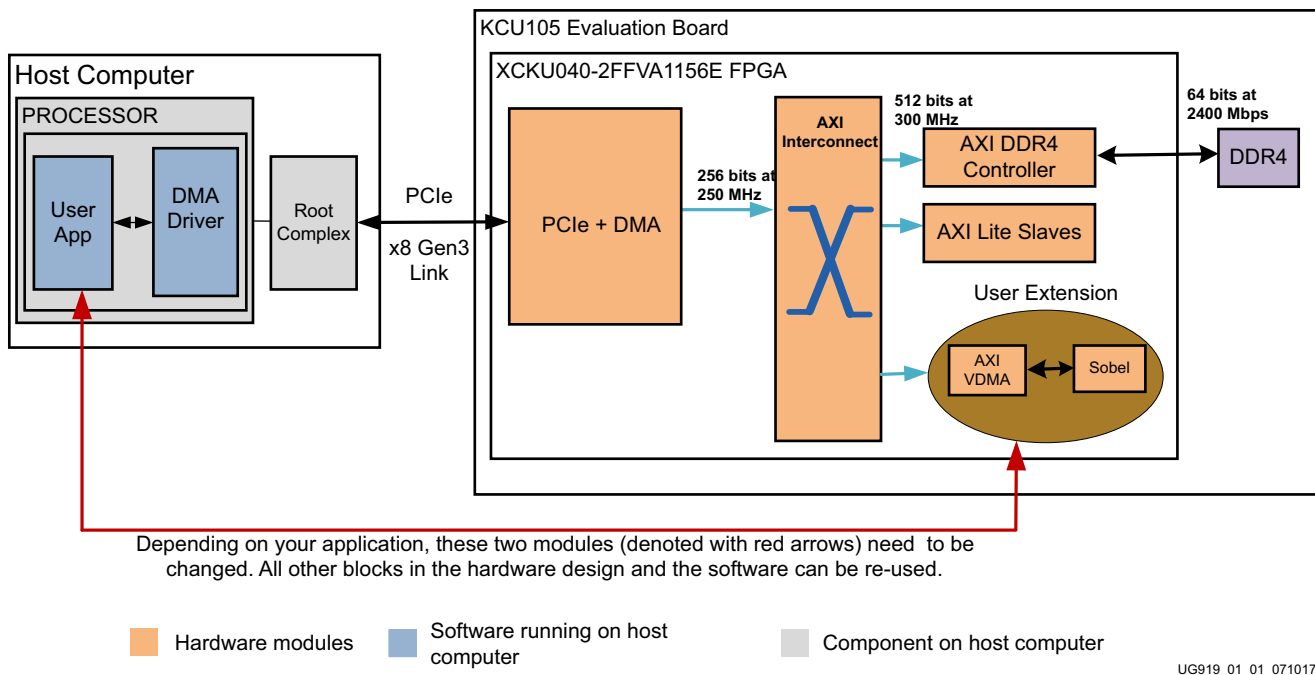 KCU105 Evaluation Board
XCKU040-2FFVA1156E FPGA
Host Computer
PROCESSOR
User
App
DMA
Driver
Root
Complex
PCIe
x8 Gen3
Link
PCIe + DMA
256 bits at
250 MHz
AXI
Interconnect
512 bits at
300 MHz
AXI DDR4
Controller
64 bits at
2400 Mbps
DDR4
AXI Lite Slaves
User Extension
AXI
VDMA
Sobel
Depending on your application, these two modules (denoted with red arrows) need to be
changed. All other blocks in the hardware design and the software can be re-used.
Hardware modules
Software running on host
computer
Component on host computer
UG919_01_01_071017